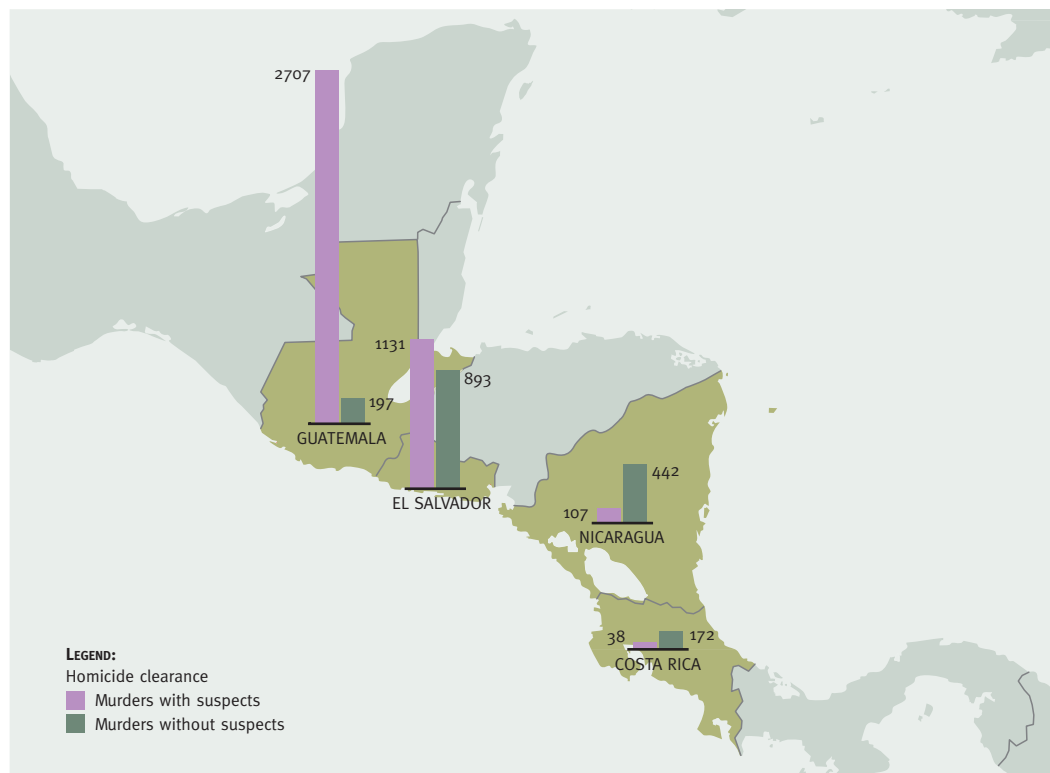 2707
197
GUATEMALA
1131
893
EL SALVADOR
107
442
NICARAGUA
38
172
COSTA RICA
LEGEND:
Homicide clearance
Murders with suspects
Murders without suspects